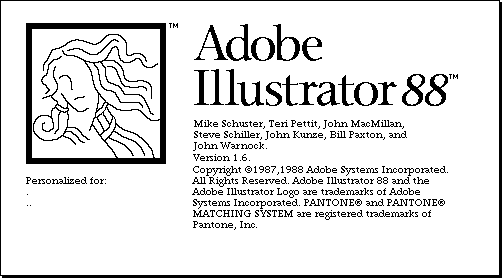 ™
Adobe
Illustrator 88™
Mike Schuster, Teri Pettit, John MacMillan,
Steve Schiller, John Kunze, Bill Paxton, and
John Warnock.
Version 1.6.
Copyright ©1987,1988 Adobe Systems Incorporated.
All Rights Reserved. Adobe Illustrator 88 and the
Adobe Illustrator Logo are trademarks of Adobe
Systems Incorporated. PANTONE® and PANTONE®
MATCHING SYSTEM are registered trademarks of
Pantone, Inc.
Personalized for:
.
..